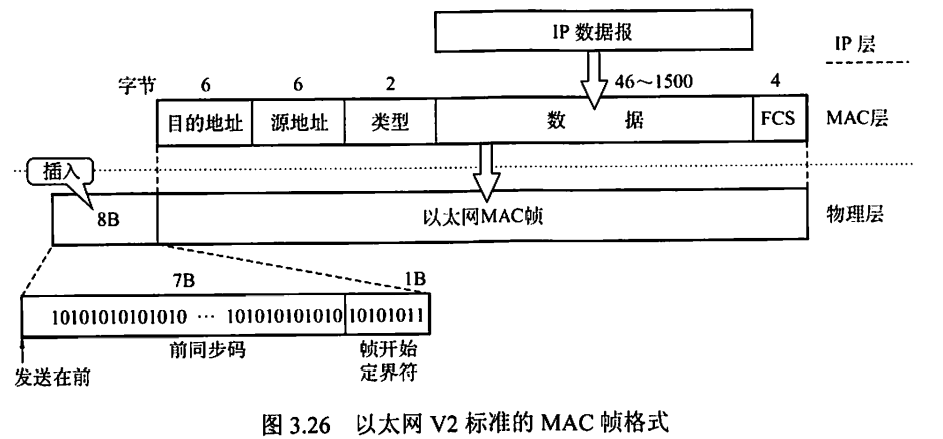 IP 数据报
IP 层
字节 6 6 2 46～1500 4
目的地址 源地址 类型 数 据 FCS MAC层
插入
8B 以太网MAC帧 物理层
7B 1B
10101010101010 … 101010101010 10101011
前同步码 帧开始
定界符
发送在前
图 3.26 以太网 V2 标准的 MAC 帧格式